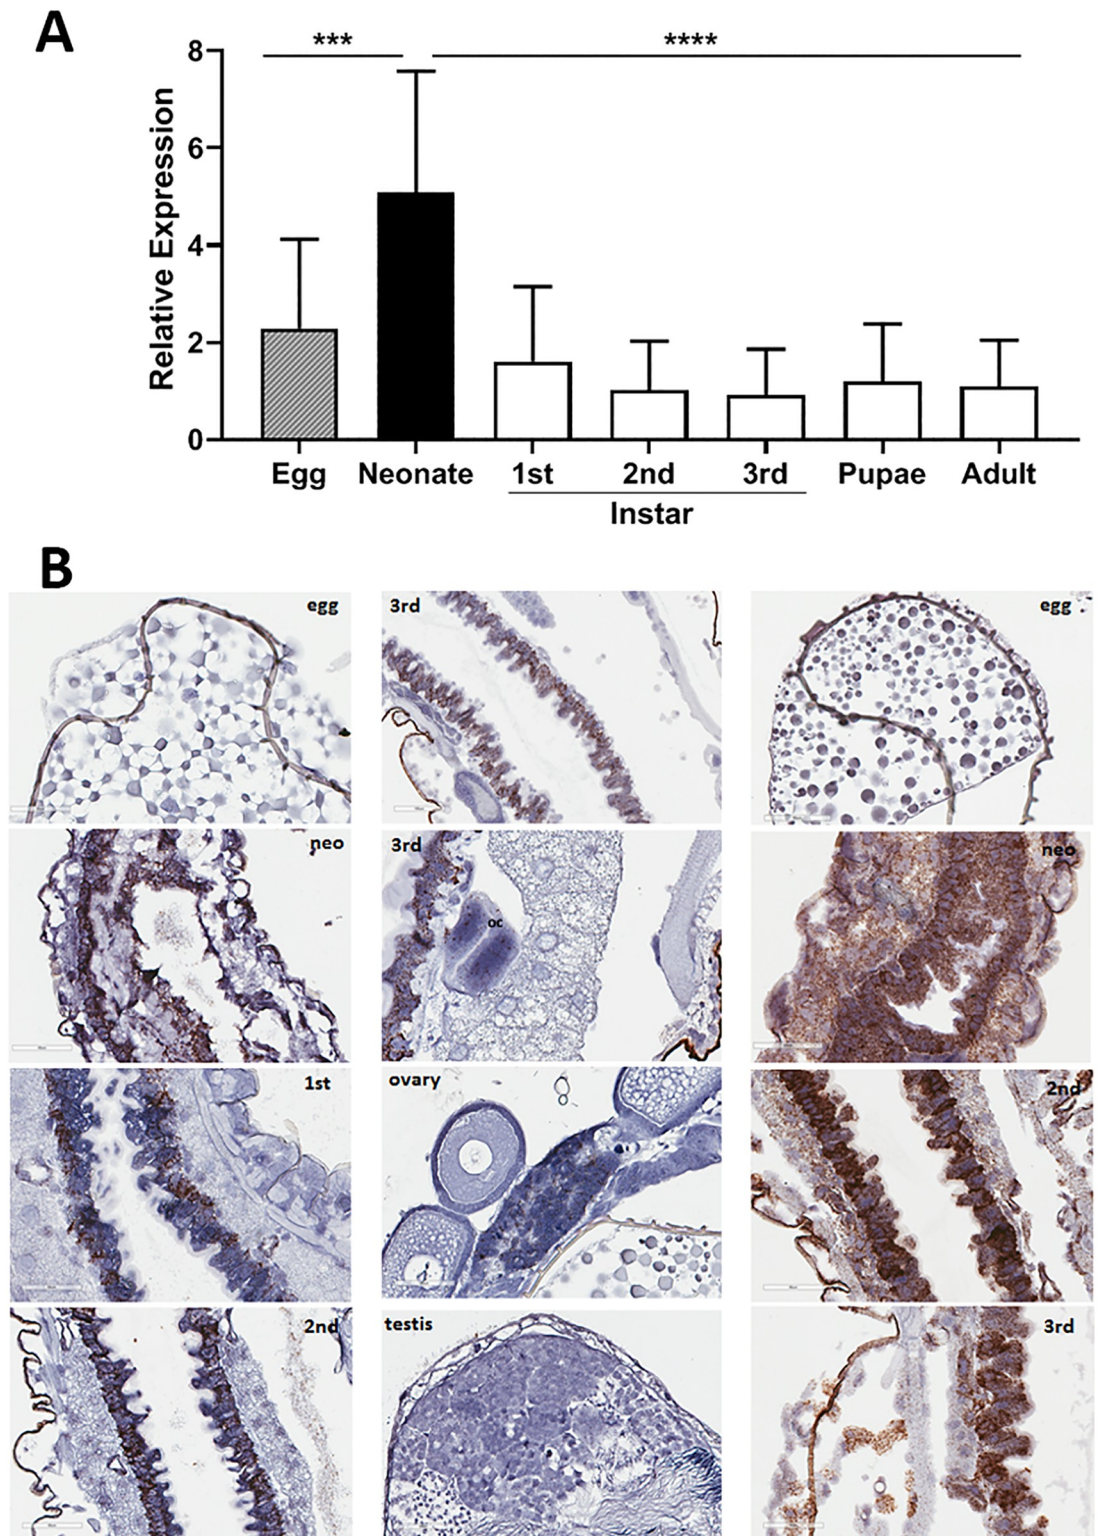 A
*** ****
8
6
4
2
0
Relative Expression
Egg Neonate 1st 2nd 3rd Pupae Adult
Instar
B
egg 3rd egg
neo 3rd neo
oc
1st ovary 2nd
2nd testis 3rd